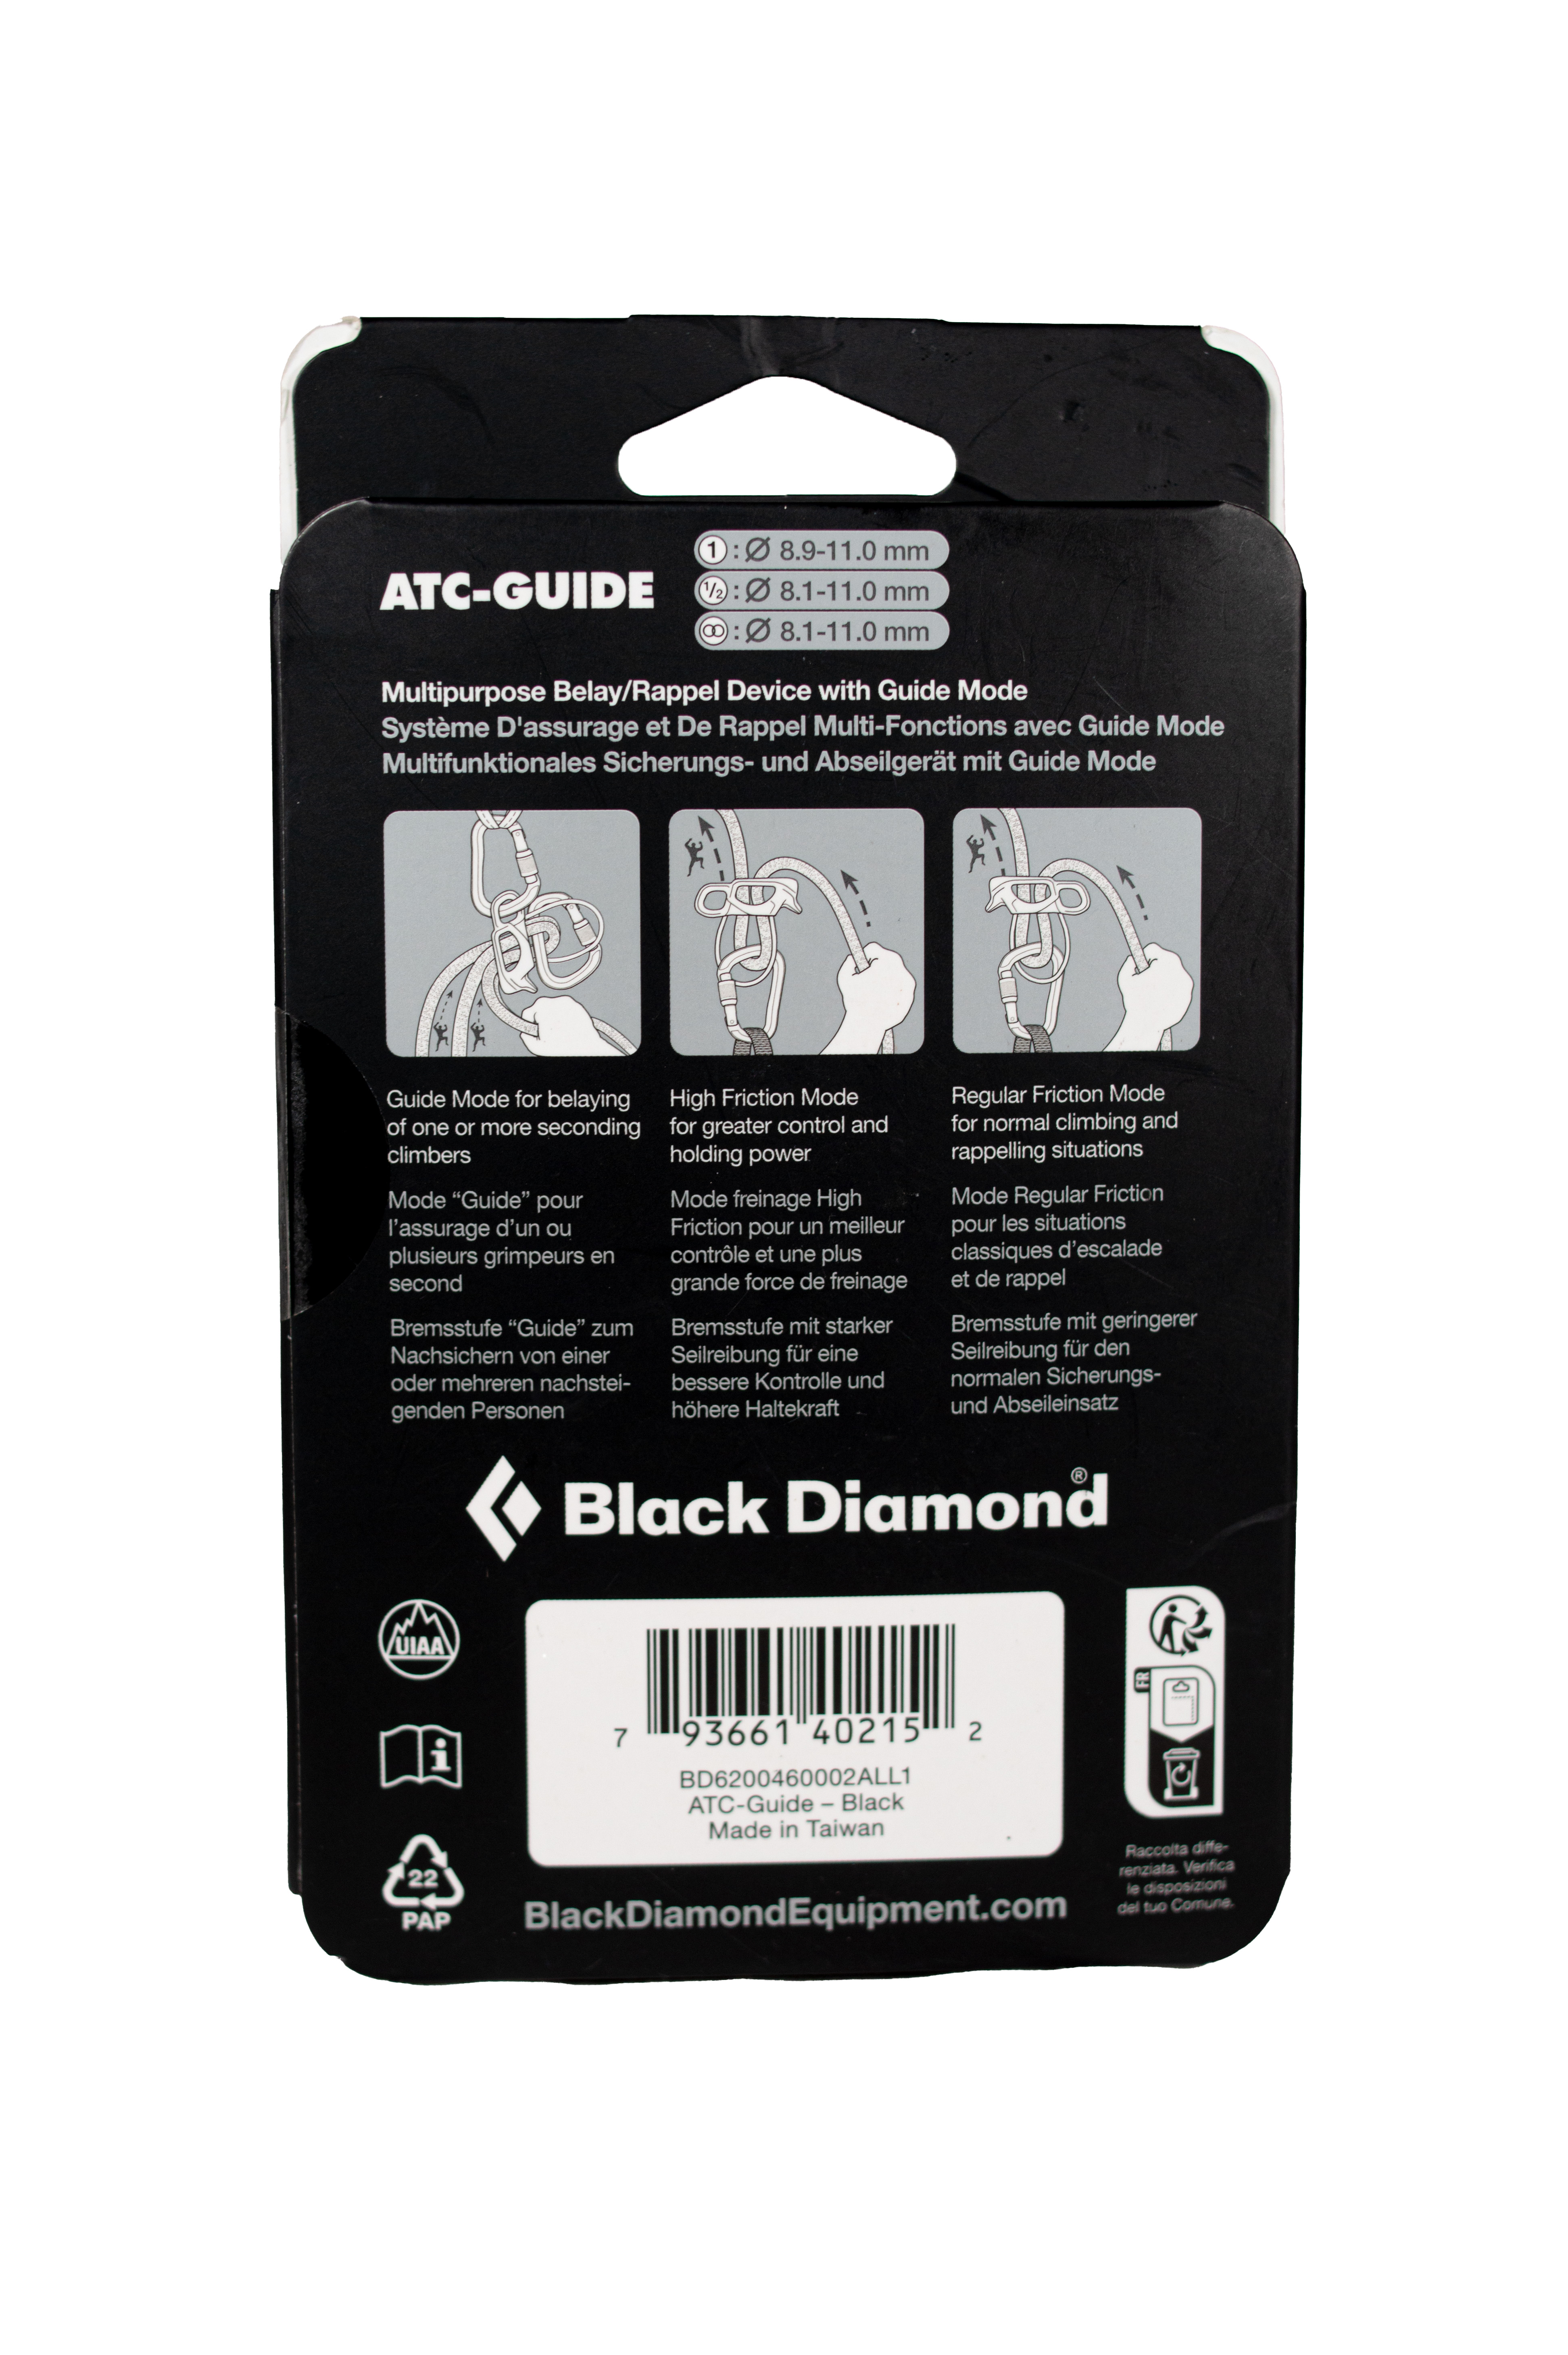 ATC-GUIDE
1 : Ø 8.9-11.0 mm
1/2 : Ø 8.1-11.0 mm
: Ø 8.1-11.0 mm
Multipurpose Belay/Rappel Device with Guide Mode
Système D'assurage et De Rappel Multi-Fonctions avec Guide Mode
Multifunktionales Sicherungs- und Abseilgerät mit Guide Mode
Guide Mode for belaying
of one or more seconding
climbers
Mode “Guide” pour
l’assurage d’un ou
plusieurs grimpeurs en
second
Bremsstufe “Guide” zum
Nachsichern von einer
oder mehreren nachstei-
genden Personen
High Friction Mode
for greater control and
holding power
Mode freinage High
Friction pour un meilleur
contrôle et une plus
grande force de freinage
Bremsstufe mit starker
Seilreibung für eine
bessere Kontrolle und
höhere Haltekraft
Regular Friction Mode
for normal climbing and
rappelling situations
Mode Regular Friction
pour les situations
classiques d’escalade
et de rappel
Bremsstufe mit geringerer
Seilreibung für den
normalen Sicherungs-
und Abseileinsatz
Black Diamond®
UIAA
i
22
PAP
7 93661 40215 2
BD6200460002ALL1
ATC-Guide – Black
Made in Taiwan
BlackDiamondEquipment.com
FR
Raccolta diffe-
renziata. Verifica
le disposizioni
del tuo Comune.